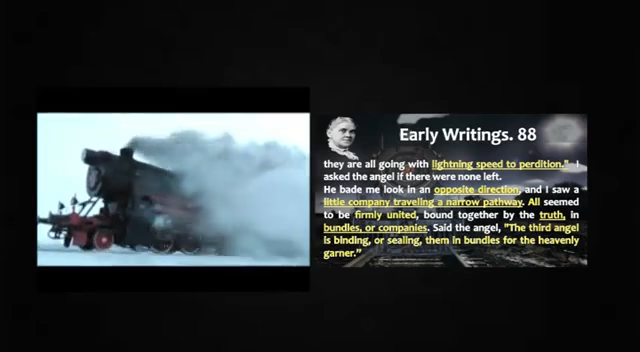 Early Writings. 88
they are all going with lightning speed to perdition." I
asked the angel if there were none left.
He bade me look in an opposite direction, and I saw a
little company traveling a narrow pathway. All seemed
to be firmly united, bound together by the truth, in
bundles, or companies. Said the angel, "The third angel
is binding, or sealing, them in bundles for the heavenly
garner."